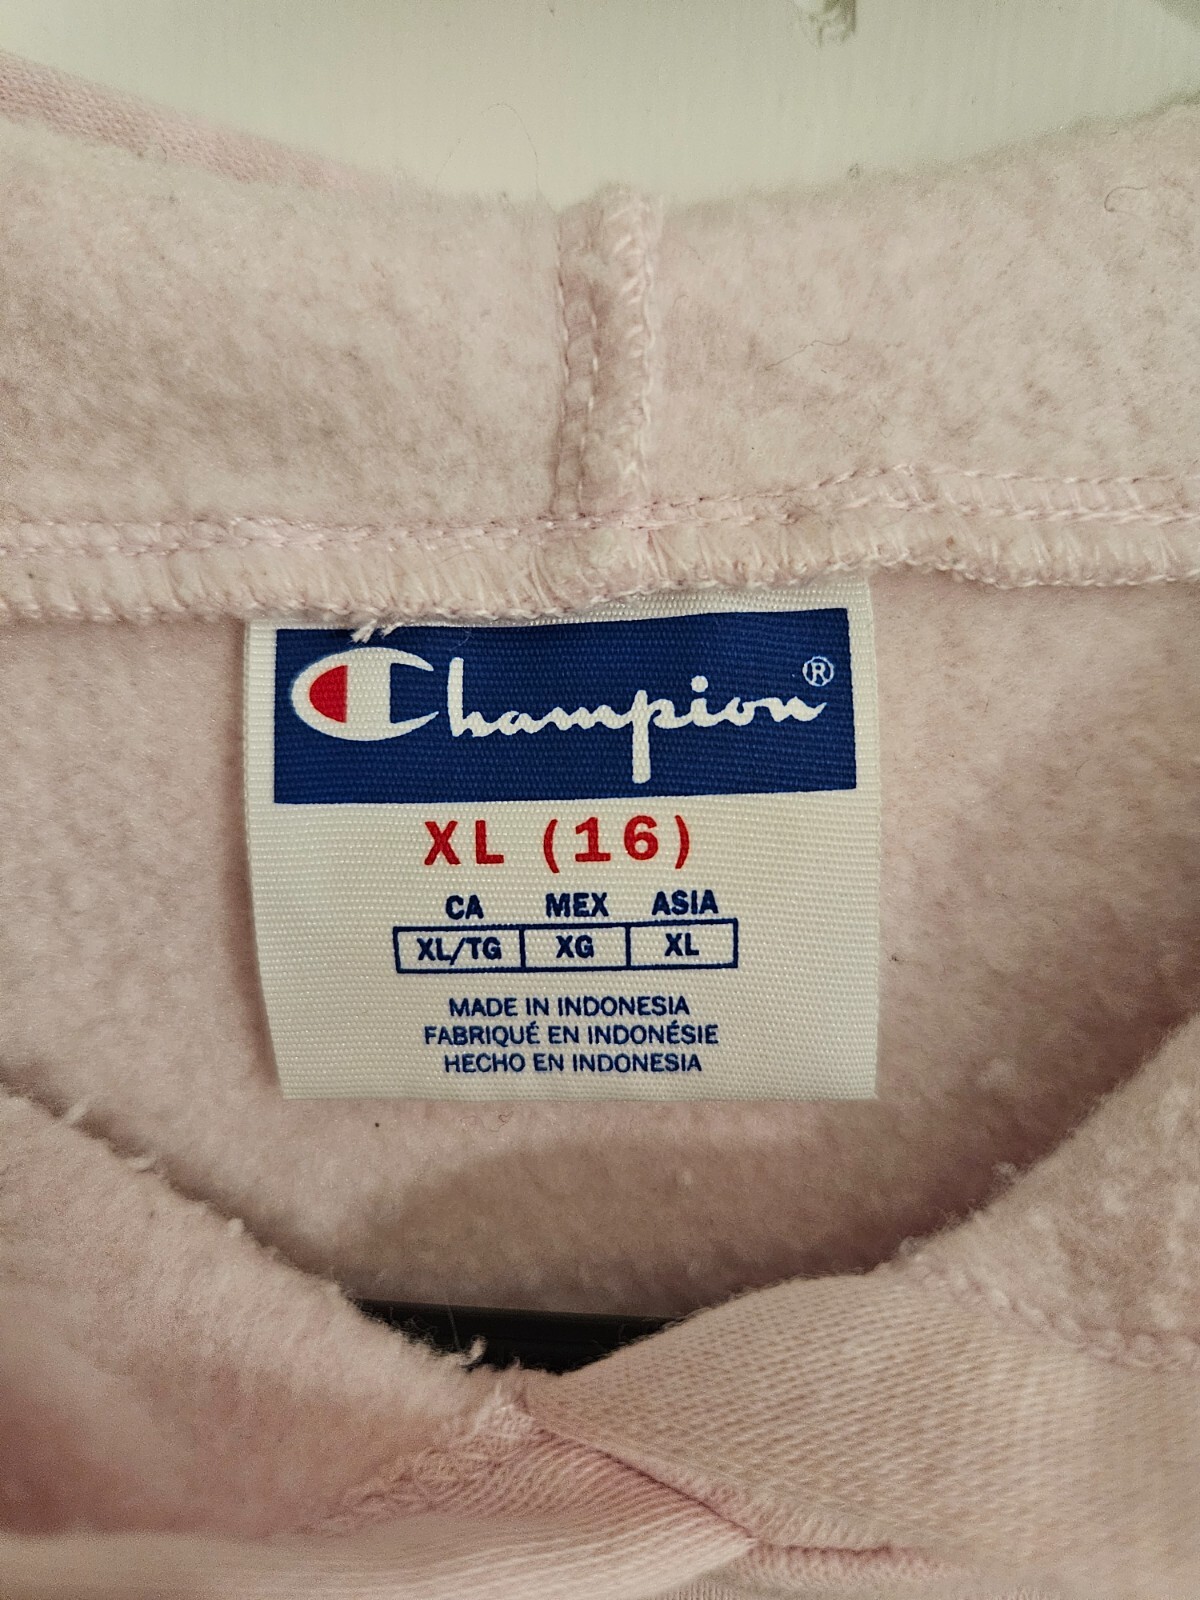 Champion®
XL (16)
CA MEX ASIA
XL/TG XG XL
MADE IN INDONESIA
FABRIQUÉ EN INDONÉSIE
HECHO EN INDONESIA